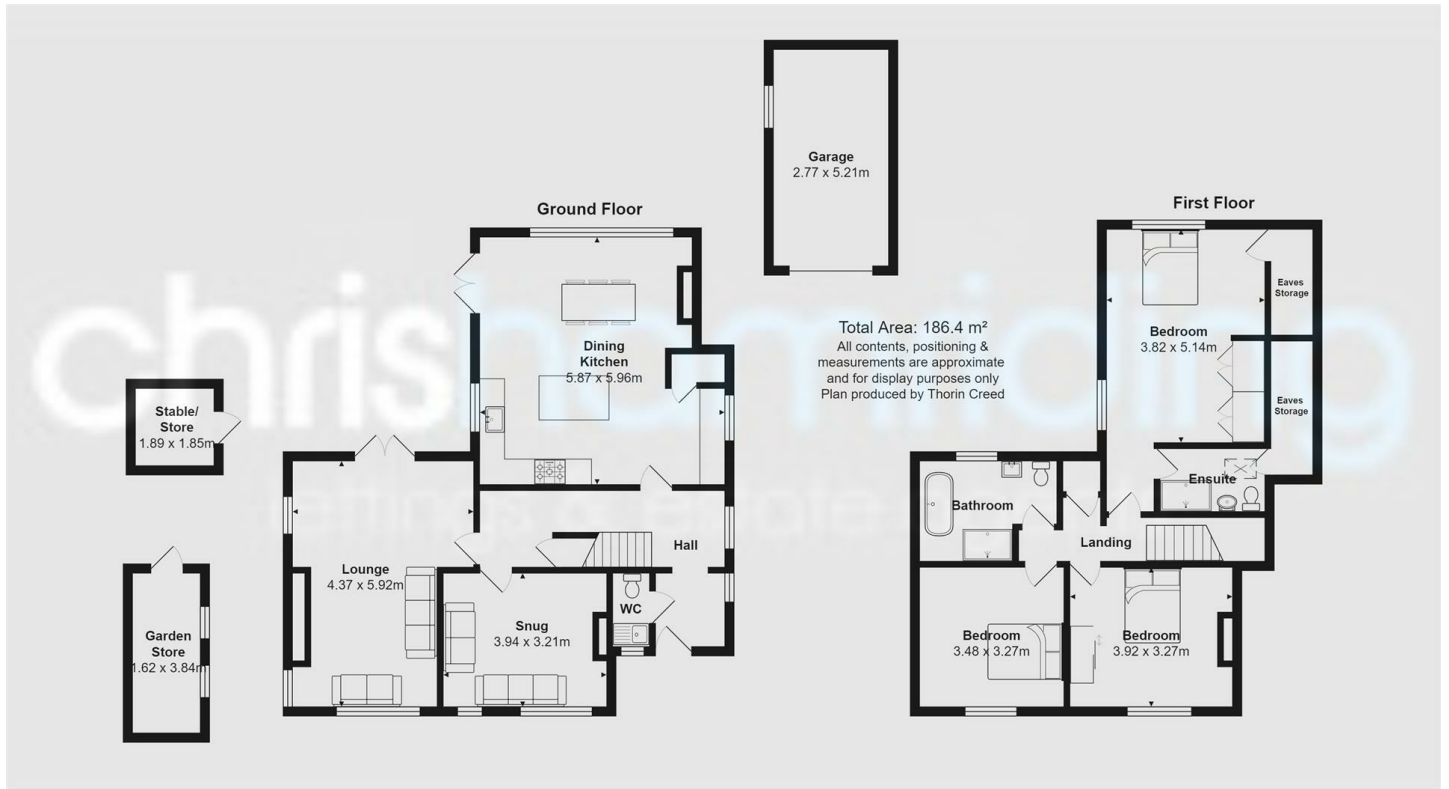 Garage
2.77 x 5.21m
Ground Floor
First Floor
Total Area: 186.4 m²
All contents, positioning &
measurements are approximate
and for display purposes only
Plan produced by Thorin Creed
Dining
Kitchen
5.87 x 5.96m
Stable/
Store
1.89 x 1.85m
Garden
Store
1.62 x 3.84m
Lounge
4.37 x 5.92m
Hall
Snug
3.94 x 3.21m
WC
Eaves
Storage
Bedroom
3.82 x 5.14m
Eaves
Storage
Ensuite
Bathroom
Landing
Bedroom
3.48 x 3.27m
Bedroom
3.92 x 3.27m
chrishamriding